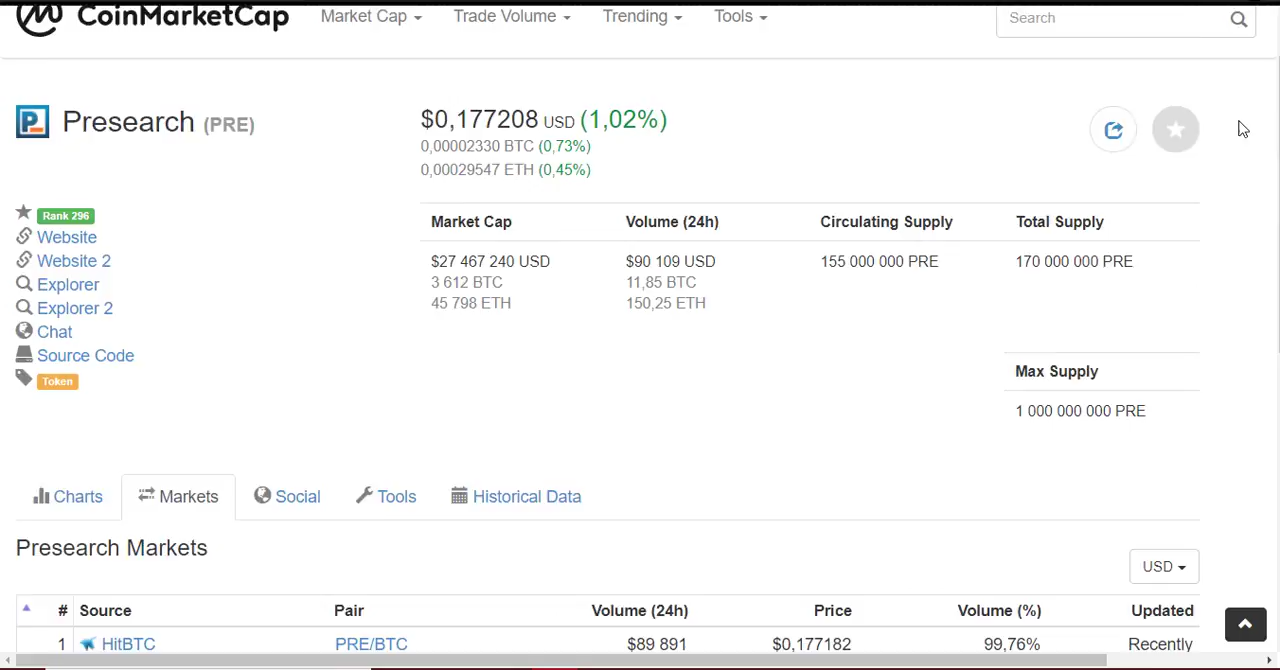 CoinMarketCap Market Cap Trade Volume Trending Tools Search
Presearch (PRE)
$0,177208 USD (1,02%)
0,00002330 BTC (0,73%)
0,00029547 ETH (0,45%)
Rank 296
Website
Website 2
Explorer
Explorer 2
Chat
Source Code
Token
Market Cap Volume (24h) Circulating Supply Total Supply
$27 467 240 USD $90 109 USD 155 000 000 PRE 170 000 000 PRE
3 612 BTC 11,85 BTC
45 798 ETH 150,25 ETH
Max Supply
1 000 000 000 PRE
Charts Markets Social Tools Historical Data
Presearch Markets
USD
# Source Pair Volume (24h) Price Volume (%) Updated
1 HitBTC PRE/BTC $89 891 $0,177182 99,76% Recently